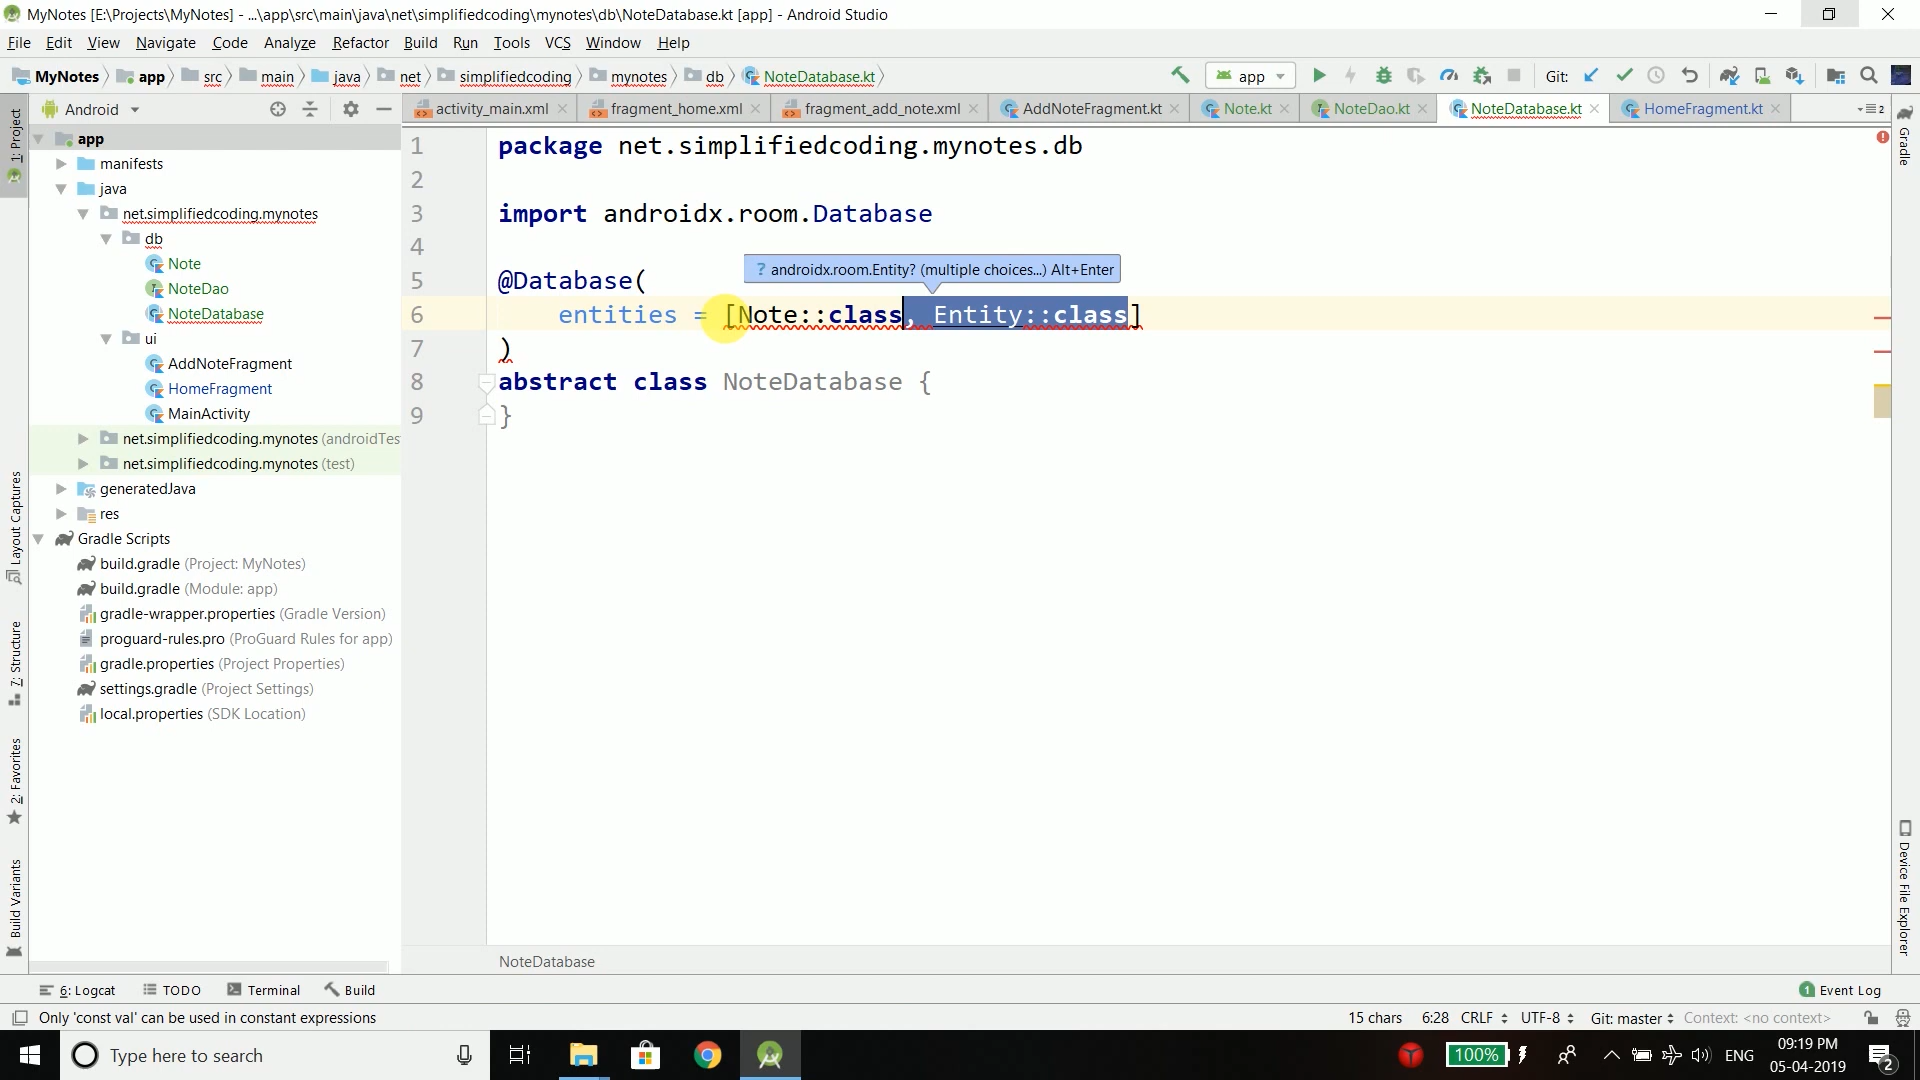 MyNotes [E:\Projects\MyNotes] - ...\app\src\main\java\net\simplifiedcoding\mynotes\db\NoteDatabase.kt [app] - Android Studio
File Edit View Navigate Code Analyze Refactor Build Run Tools VCS Window Help
MyNotes app src main java net simplifiedcoding mynotes db NoteDatabase.kt app Git:
Android
activity_main.xml fragment_home.xml fragment_add_note.xml AddNoteFragment.kt Note.kt NoteDao.kt NoteDatabase.kt HomeFragment.kt 2
1: Project
Layout Captures
7: Structure
2: Favorites
Build Variants
app
manifests
java
net.simplifiedcoding.mynotes
db
Note
NoteDao
NoteDatabase
ui
AddNoteFragment
HomeFragment
MainActivity
net.simplifiedcoding.mynotes (androidTes
net.simplifiedcoding.mynotes (test)
generatedJava
res
Gradle Scripts
build.gradle (Project: MyNotes)
build.gradle (Module: app)
gradle-wrapper.properties (Gradle Version)
proguard-rules.pro (ProGuard Rules for app)
gradle.properties (Project Properties)
settings.gradle (Project Settings)
local.properties (SDK Location)
1 package net.simplifiedcoding.mynotes.db
2
3 import androidx.room.Database
4
? androidx.room.Entity? (multiple choices...) Alt+Enter
5 @Database(
6 entities = [Note::class, Entity::class]
7 )
8 abstract class NoteDatabase {
9 }
Gradle
Device File Explorer
NoteDatabase
6: Logcat TODO Terminal Build 1 Event Log
Only 'const val' can be used in constant expressions 15 chars 6:28 CRLF UTF-8 Git: master Context: <no context>
Type here to search 100% ENG 09:19 PM
05-04-2019 2